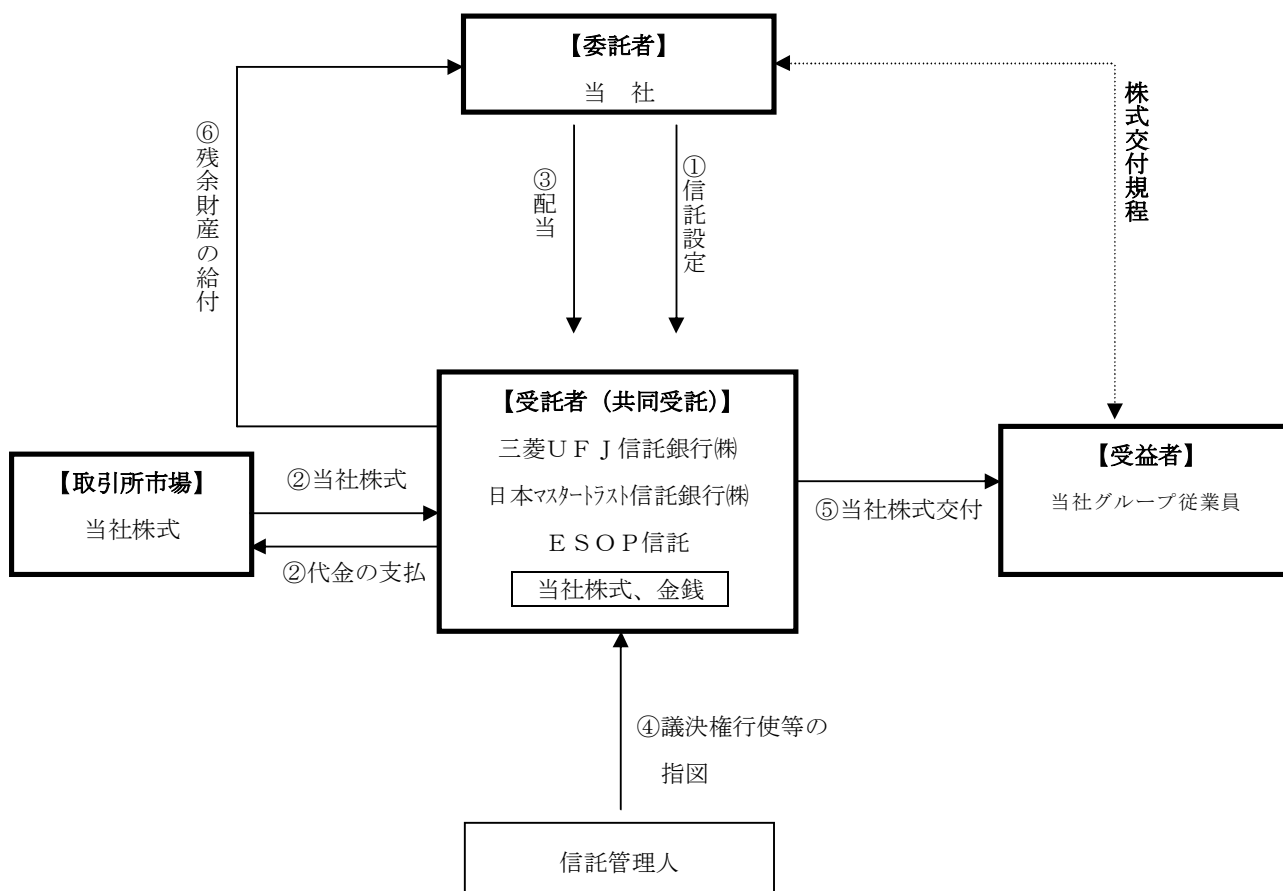 【委託者】
当 社
⑥残余財産の給付
③配当
①信託設定
株式交付規程
【受託者（共同受託）】
三菱ＵＦＪ信託銀行㈱
日本ﾏｽﾀｰﾄﾗｽﾄ信託銀行㈱
ＥＳＯＰ信託
当社株式、金銭
【取引所市場】
当社株式
②当社株式
②代金の支払
⑤当社株式交付
【受益者】
当社グループ従業員
④議決権行使等の
指図
信託管理人